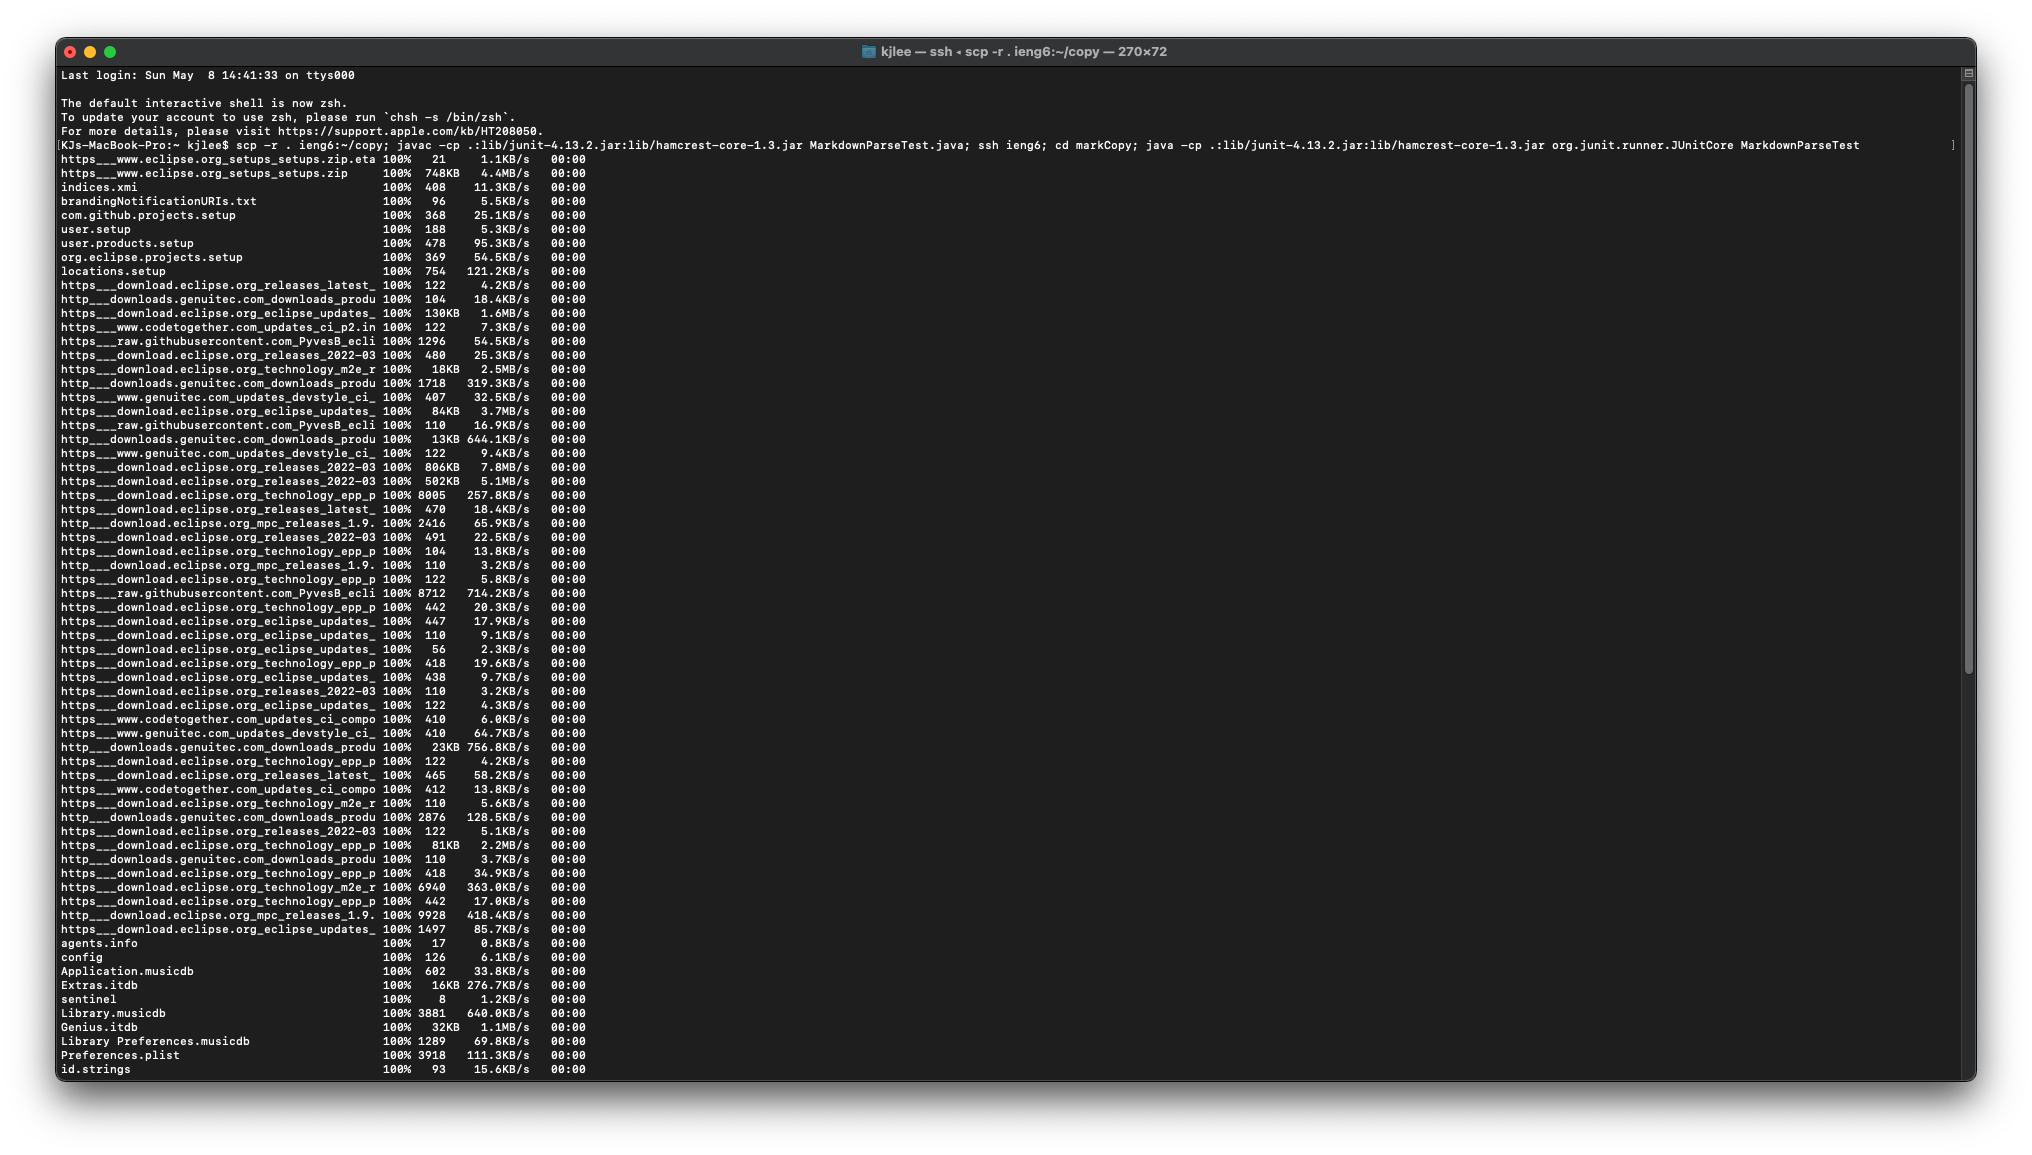 kjlee — ssh ◂ scp -r . ieng6:~/copy — 270×72
Last login: Sun May  8 14:41:33 on ttys000
The default interactive shell is now zsh.
To update your account to use zsh, please run `chsh -s /bin/zsh`.
For more details, please visit https://support.apple.com/kb/HT208050.
[KJs-MacBook-Pro:~ kjlee$ scp -r . ieng6:~/copy; javac -cp .:lib/junit-4.13.2.jar:lib/hamcrest-core-1.3.jar MarkdownParseTest.java; ssh ieng6; cd markCopy; java -cp .:lib/junit-4.13.2.jar:lib/hamcrest-core-1.3.jar org.junit.runner.JUnitCore MarkdownParseTest ]
https___www.eclipse.org_setups_setups.zip.eta 100%   21     1.1KB/s   00:00
https___www.eclipse.org_setups_setups.zip     100%  748KB   4.4MB/s   00:00
indices.xmi                                   100%  408    11.3KB/s   00:00
brandingNotificationURIs.txt                  100%   96     5.5KB/s   00:00
com.github.projects.setup                     100%  368    25.1KB/s   00:00
user.setup                                    100%  188     5.3KB/s   00:00
user.products.setup                           100%  478    95.3KB/s   00:00
org.eclipse.projects.setup                    100%  369    54.5KB/s   00:00
locations.setup                               100%  754   121.2KB/s   00:00
https___download.eclipse.org_releases_latest_ 100%  122     4.2KB/s   00:00
http___downloads.genuitec.com_downloads_produ 100%  104    18.4KB/s   00:00
https___download.eclipse.org_eclipse_updates_ 100%  130KB   1.6MB/s   00:00
https___www.codetogether.com_updates_ci_p2.in 100%  122     7.3KB/s   00:00
https___raw.githubusercontent.com_PyvesB_ecli 100% 1296    54.5KB/s   00:00
https___download.eclipse.org_releases_2022-03 100%  480    25.3KB/s   00:00
https___download.eclipse.org_technology_m2e_r 100%   18KB   2.5MB/s   00:00
http___downloads.genuitec.com_downloads_produ 100% 1718   319.3KB/s   00:00
https___www.genuitec.com_updates_devstyle_ci_ 100%  407    32.5KB/s   00:00
https___download.eclipse.org_eclipse_updates_ 100%   84KB   3.7MB/s   00:00
https___raw.githubusercontent.com_PyvesB_ecli 100%  110    16.9KB/s   00:00
http___downloads.genuitec.com_downloads_produ 100%   13KB 644.1KB/s   00:00
https___www.genuitec.com_updates_devstyle_ci_ 100%  122     9.4KB/s   00:00
https___download.eclipse.org_releases_2022-03 100%  806KB   7.8MB/s   00:00
https___download.eclipse.org_releases_2022-03 100%  502KB   5.1MB/s   00:00
https___download.eclipse.org_technology_epp_p 100% 8005   257.8KB/s   00:00
https___download.eclipse.org_releases_latest_ 100%  470    18.4KB/s   00:00
http___download.eclipse.org_mpc_releases_1.9. 100% 2416    65.9KB/s   00:00
https___download.eclipse.org_releases_2022-03 100%  491    22.5KB/s   00:00
https___download.eclipse.org_technology_epp_p 100%  104    13.8KB/s   00:00
http___download.eclipse.org_mpc_releases_1.9. 100%  110     3.2KB/s   00:00
https___download.eclipse.org_technology_epp_p 100%  122     5.8KB/s   00:00
https___raw.githubusercontent.com_PyvesB_ecli 100% 8712   714.2KB/s   00:00
https___download.eclipse.org_technology_epp_p 100%  442    20.3KB/s   00:00
https___download.eclipse.org_eclipse_updates_ 100%  447    17.9KB/s   00:00
https___download.eclipse.org_eclipse_updates_ 100%  110     9.1KB/s   00:00
https___download.eclipse.org_eclipse_updates_ 100%   56     2.3KB/s   00:00
https___download.eclipse.org_technology_epp_p 100%  418    19.6KB/s   00:00
https___download.eclipse.org_eclipse_updates_ 100%  438     9.7KB/s   00:00
https___download.eclipse.org_releases_2022-03 100%  110     3.2KB/s   00:00
https___download.eclipse.org_eclipse_updates_ 100%  122     4.3KB/s   00:00
https___www.codetogether.com_updates_ci_compo 100%  410     6.0KB/s   00:00
https___www.genuitec.com_updates_devstyle_ci_ 100%  410    64.7KB/s   00:00
http___downloads.genuitec.com_downloads_produ 100%   23KB 756.8KB/s   00:00
https___download.eclipse.org_technology_epp_p 100%  122     4.2KB/s   00:00
https___download.eclipse.org_releases_latest_ 100%  465    58.2KB/s   00:00
https___www.codetogether.com_updates_ci_compo 100%  412    13.8KB/s   00:00
https___download.eclipse.org_technology_m2e_r 100%  110     5.6KB/s   00:00
http___downloads.genuitec.com_downloads_produ 100% 2876   128.5KB/s   00:00
https___download.eclipse.org_releases_2022-03 100%  122     5.1KB/s   00:00
https___download.eclipse.org_technology_epp_p 100%   81KB   2.2MB/s   00:00
http___downloads.genuitec.com_downloads_produ 100%  110     3.7KB/s   00:00
https___download.eclipse.org_technology_epp_p 100%  418    34.9KB/s   00:00
https___download.eclipse.org_technology_m2e_r 100% 6940   363.0KB/s   00:00
https___download.eclipse.org_technology_epp_p 100%  442    17.0KB/s   00:00
http___download.eclipse.org_mpc_releases_1.9. 100% 9928   418.4KB/s   00:00
https___download.eclipse.org_eclipse_updates_ 100% 1497    85.7KB/s   00:00
agents.info                                   100%   17     0.8KB/s   00:00
config                                        100%  126     6.1KB/s   00:00
Application.musicdb                           100%  602    33.8KB/s   00:00
Extras.itdb                                   100%   16KB 276.7KB/s   00:00
sentinel                                      100%    8     1.2KB/s   00:00
Library.musicdb                               100% 3881   640.0KB/s   00:00
Genius.itdb                                   100%   32KB   1.1MB/s   00:00
Library Preferences.musicdb                   100% 1289    69.8KB/s   00:00
Preferences.plist                             100% 3918   111.3KB/s   00:00
id.strings                                    100%   93    15.6KB/s   00:00